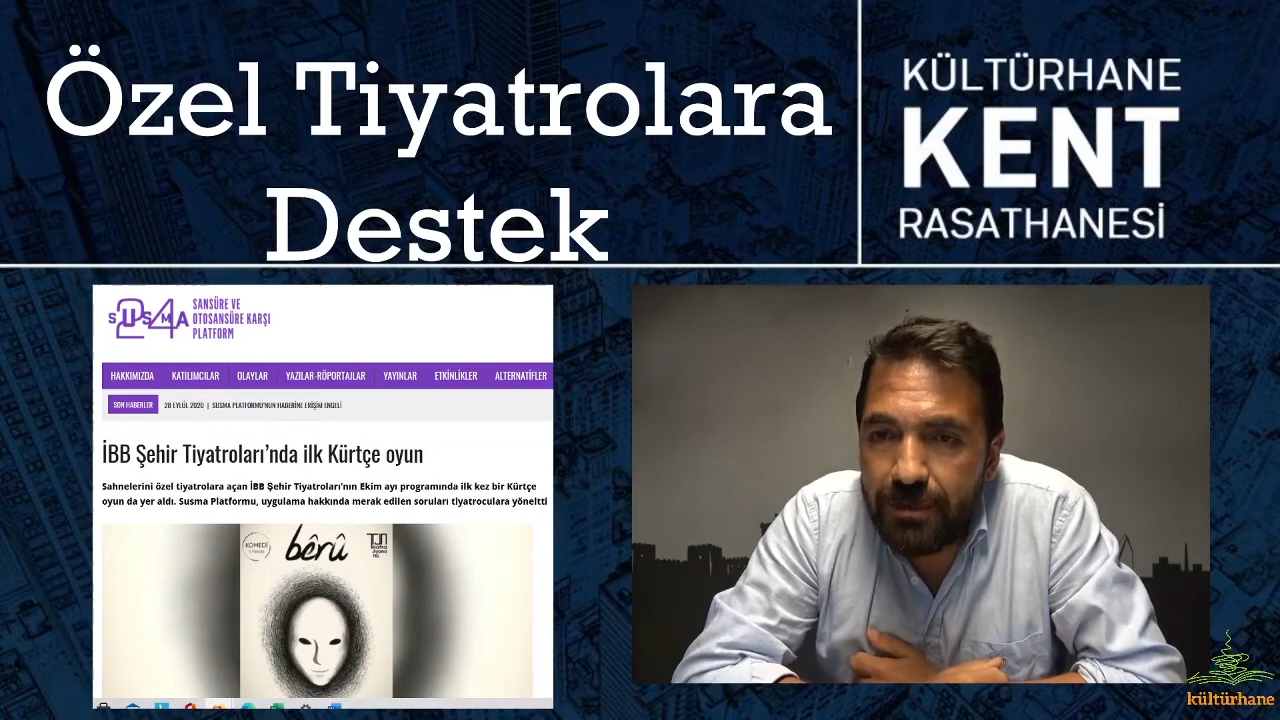 Özel Tiyatrolara
Destek
KÜLTÜRHANE
KENT
RASATHANESİ
SUSMA
24
SANSÜRE VE
OTOSANSÜRE KARŞI
PLATFORM
HAKKIMIZDA KATILIMCILAR OLAYLAR YAZILAR-RÖPORTAJLAR YAYINLAR ETKİNLİKLER ALTERNATİFLER
SON HABERLER 28 EYLÜL 2020 | SUSMA PLATFORMU'NUN HABERİNE ERİŞİM ENGELİ
İBB Şehir Tiyatroları'nda ilk Kürtçe oyun
Sahnelerini özel tiyatrolara açan İBB Şehir Tiyatroları'nın Ekim ayı programında ilk kez bir Kürtçe
oyun da yer aldı. Susma Platformu, uygulama hakkında merak edilen soruları tiyatroculara yöneltti
KOMEDÎ
bêrû
kültürhane